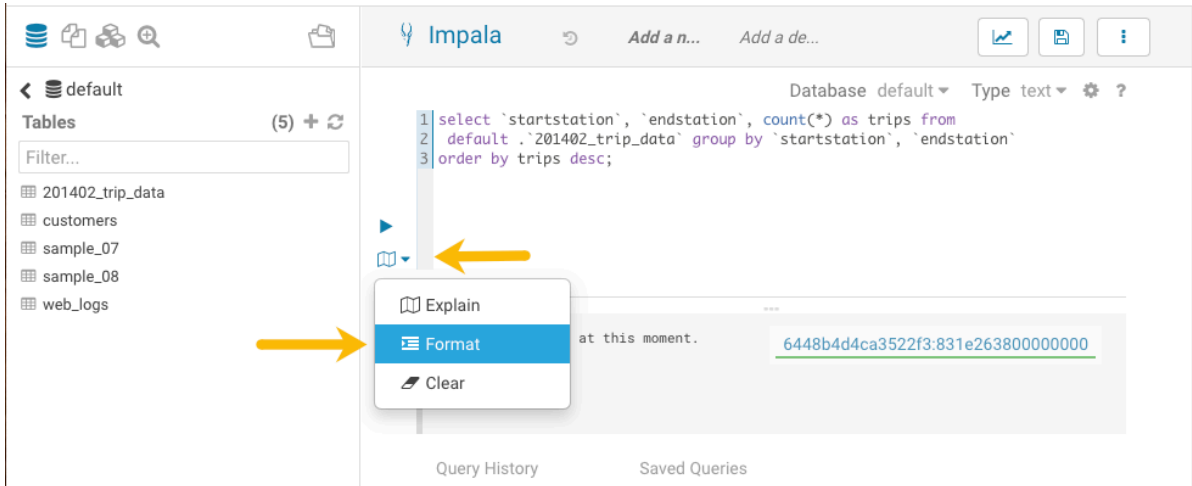 Impala Add a n... Add a de...
default
Tables (5)
Filter...
201402_trip_data
customers
sample_07
sample_08
web_logs
Database default Type text ?
1 select `startstation`, `endstation`, count(*) as trips from
2 default .`201402_trip_data` group by `startstation`, `endstation`
3 order by trips desc;
Explain
Format
Clear
at this moment.
6448b4d4ca3522f3:831e263800000000
Query History Saved Queries